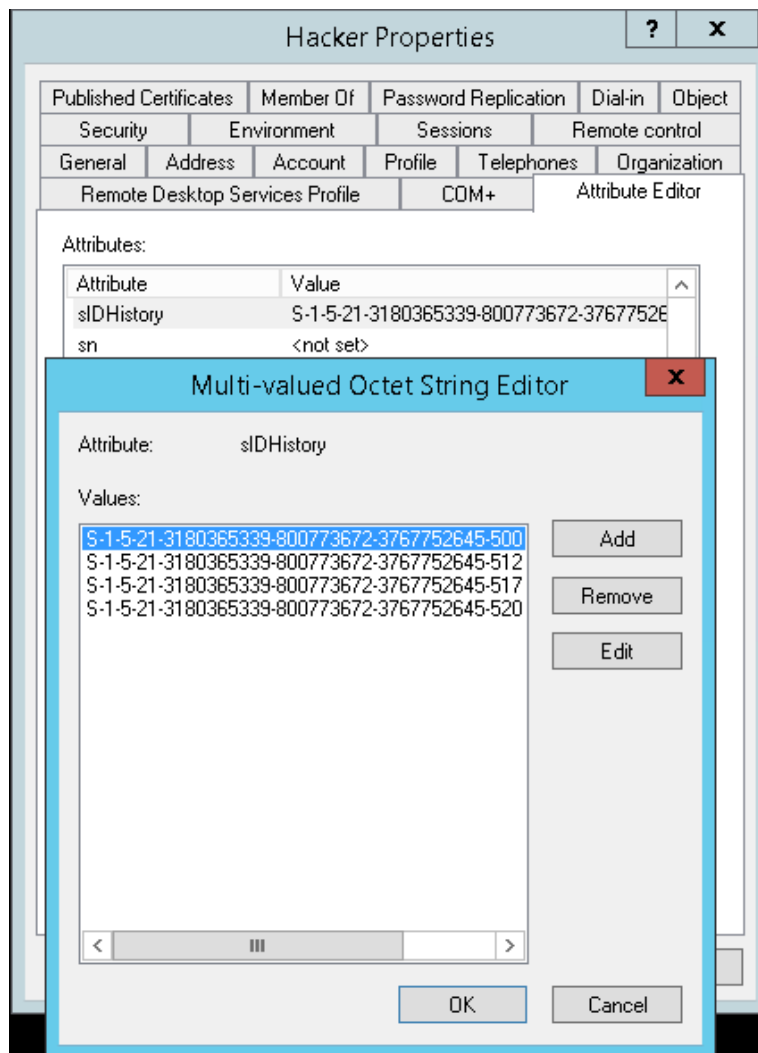 Hacker Properties
? x
Published Certificates Member Of Password Replication Dial-in Object
Security Environment Sessions Remote control
General Address Account Profile Telephones Organization
Remote Desktop Services Profile COM+ Attribute Editor
Attributes:
Attribute Value
sIDHistory S-1-5-21-3180365339-800773672-37677526
sn <not set>
Multi-valued Octet String Editor
x
Attribute: sIDHistory
Values:
S-1-5-21-3180365339-800773672-3767752645-500
S-1-5-21-3180365339-800773672-3767752645-512
S-1-5-21-3180365339-800773672-3767752645-517
S-1-5-21-3180365339-800773672-3767752645-520
Add
Remove
Edit
OK Cancel